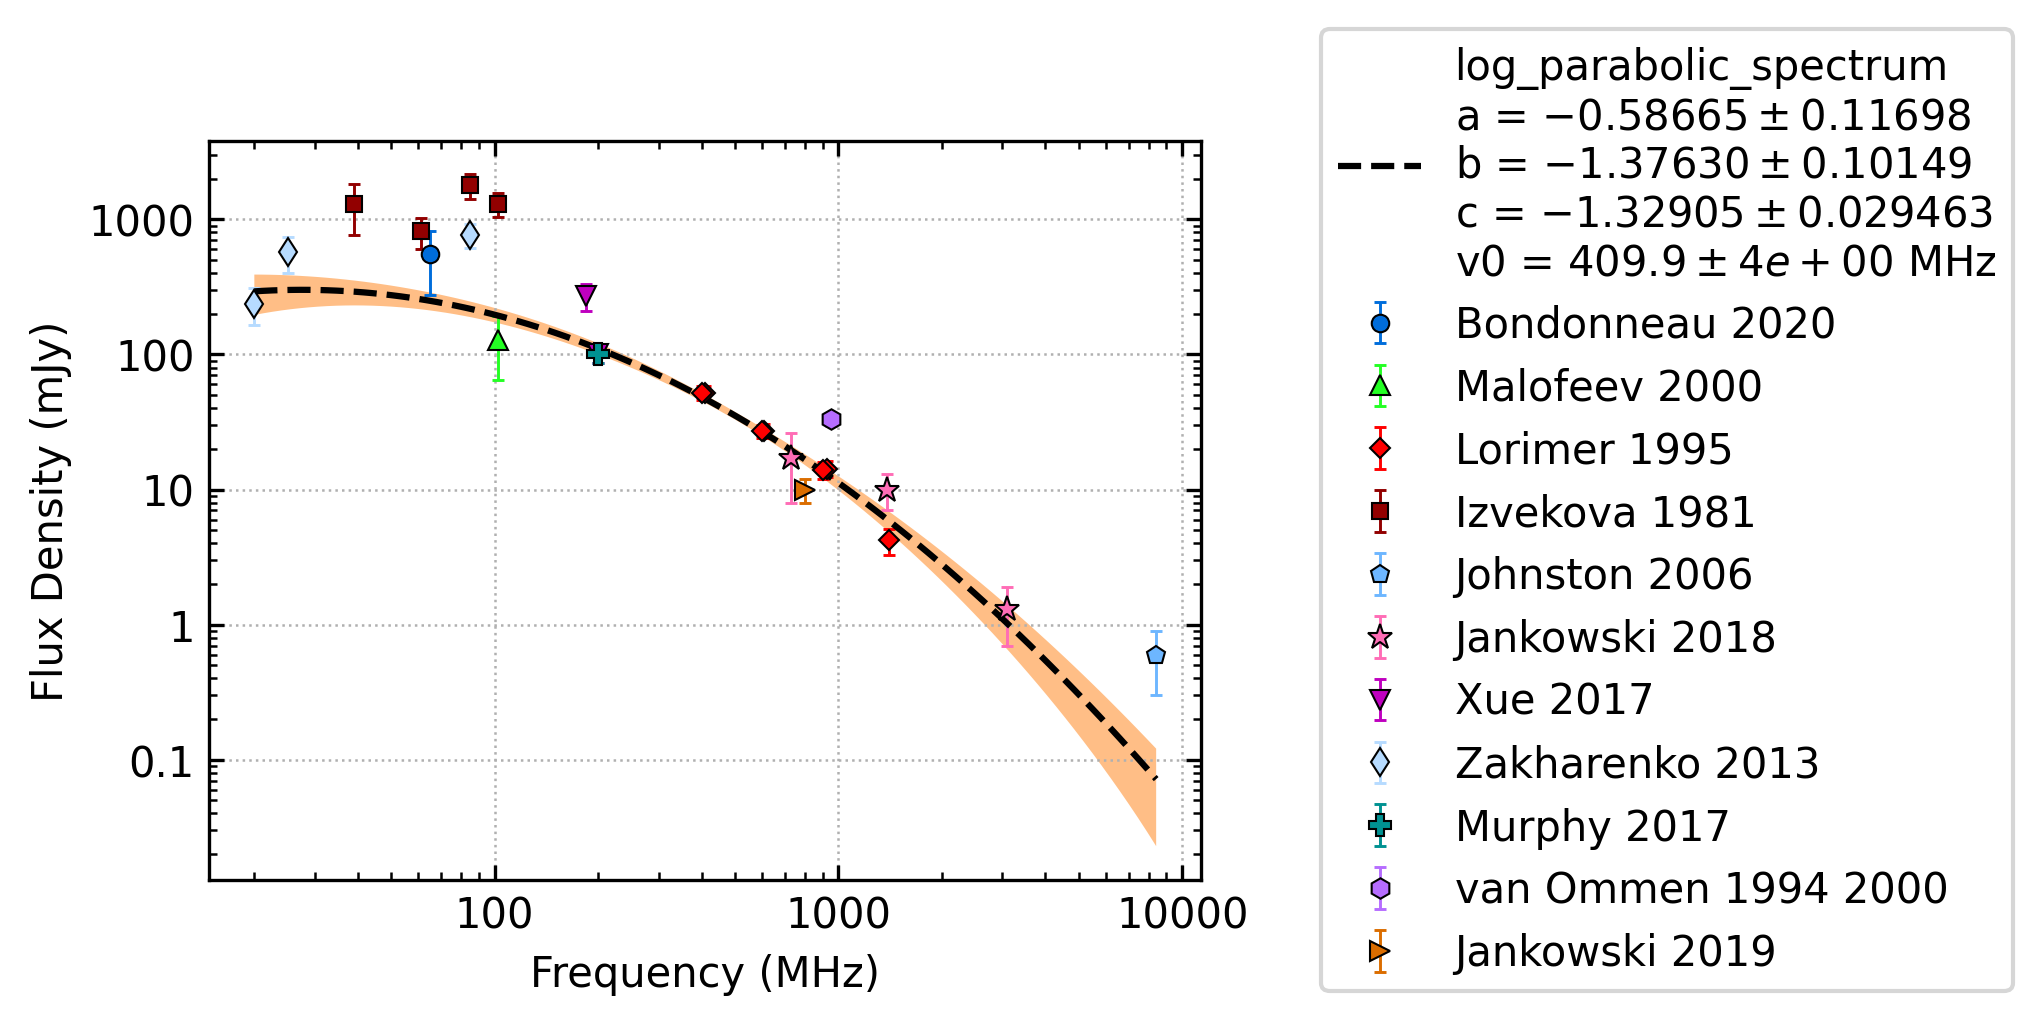 1000
100
10
1
0.1
Flux Density (mJy)
100
1000
10000
Frequency (MHz)
log_parabolic_spectrum
a = −0.58665 ± 0.11698
b = −1.37630 ± 0.10149
c = −1.32905 ± 0.029463
v0 = 409.9 ± 4e + 00 MHz
Bondonneau 2020
Malofeev 2000
Lorimer 1995
Izvekova 1981
Johnston 2006
Jankowski 2018
Xue 2017
Zakharenko 2013
Murphy 2017
van Ommen 1994 2000
Jankowski 2019